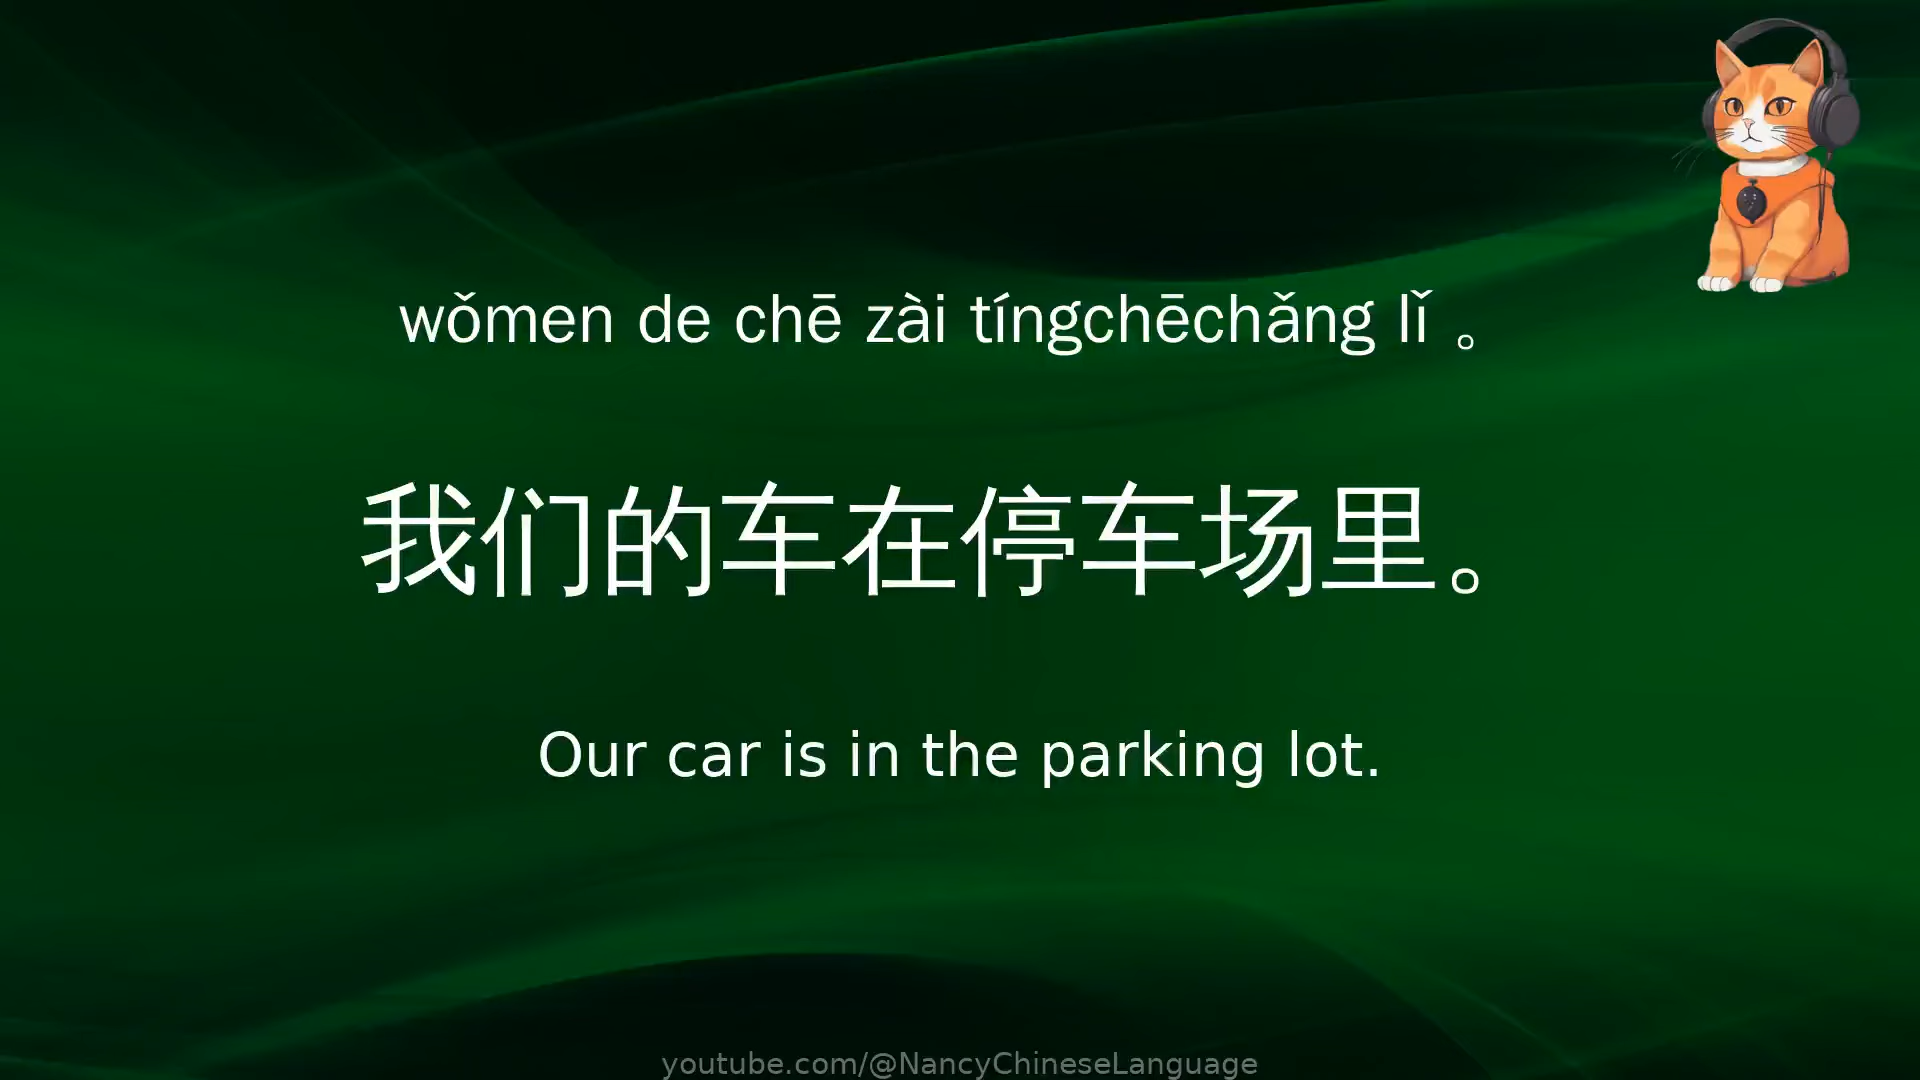 wǒmen de chē zài tíngchēchǎng lǐ 。
我们的车在停车场里。
Our car is in the parking lot.
youtube.com/@NancyChineseLanguage